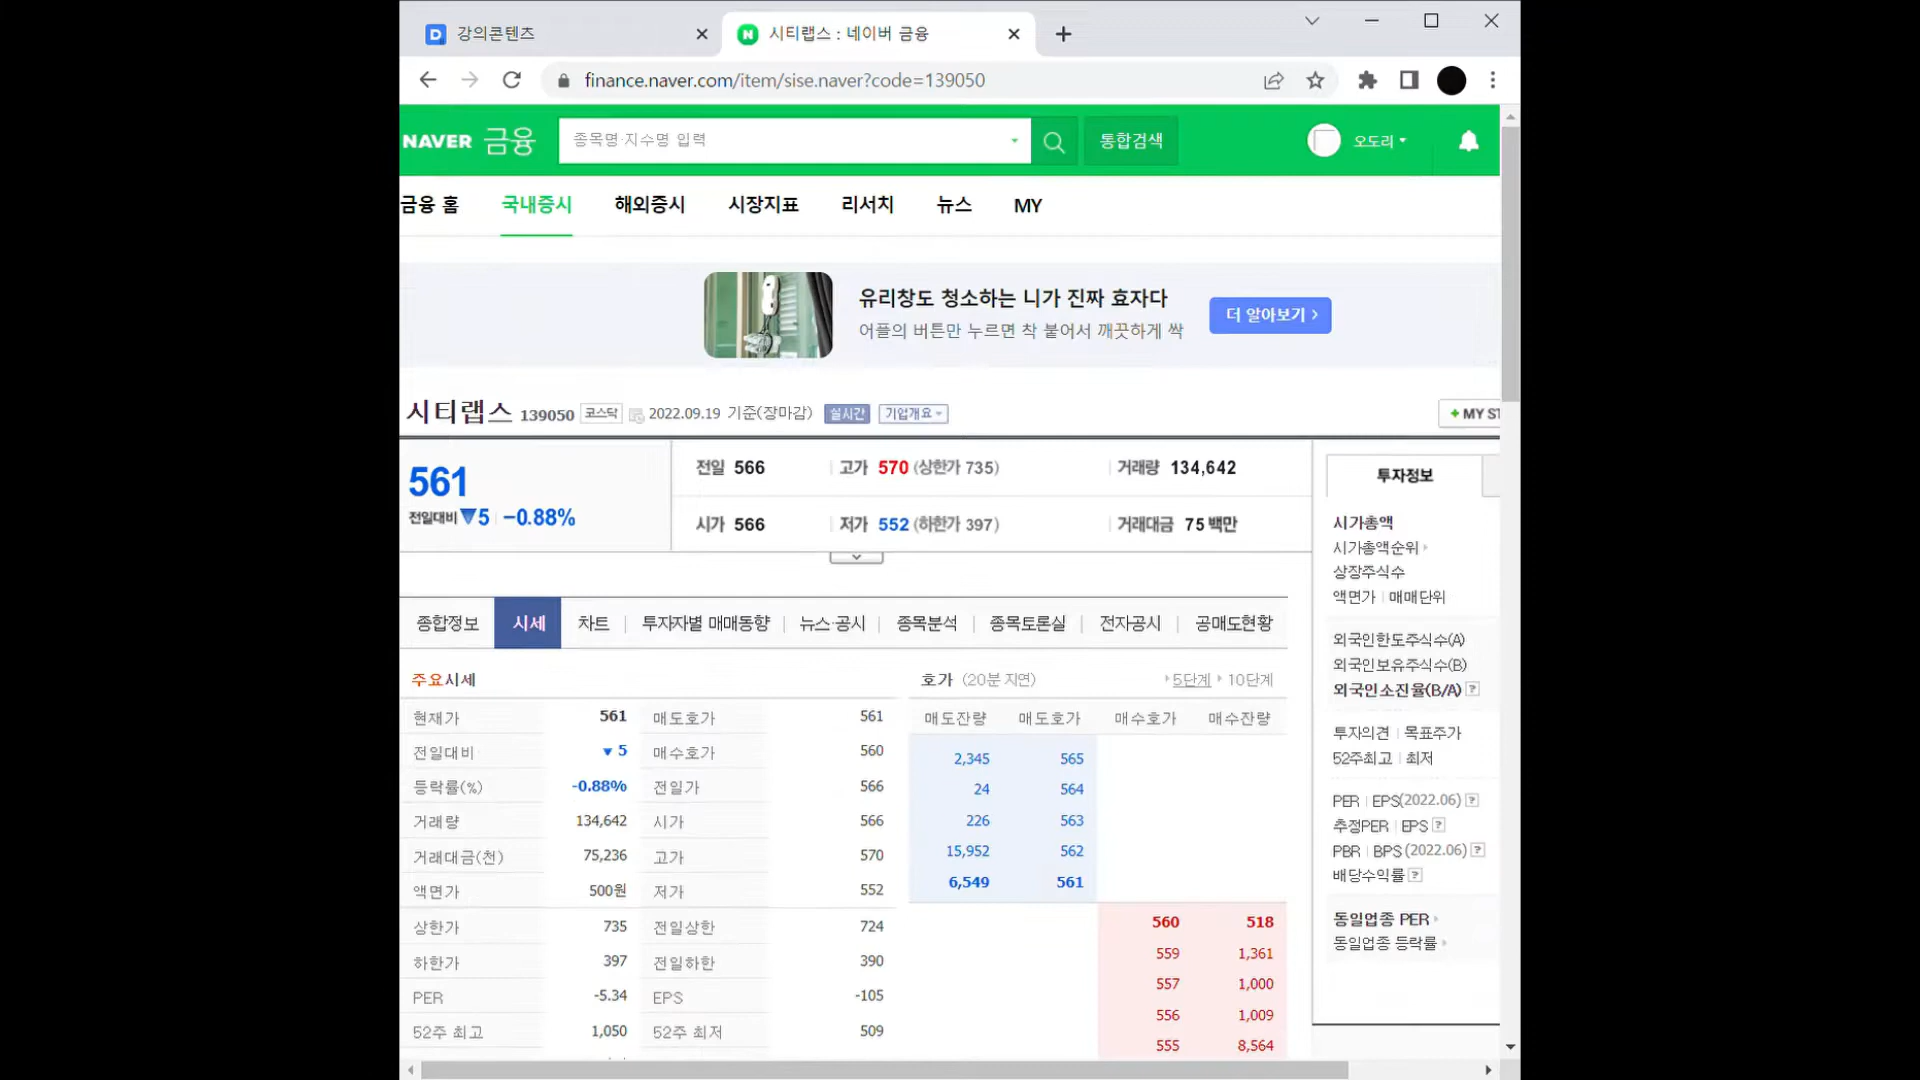 강의콘텐츠
시티랩스 : 네이버 금융
finance.naver.com/item/sise.naver?code=139050
NAVER 금융
종목명·지수명 입력
통합검색
오도리
금융 홈 국내증시 해외증시 시장지표 리서치 뉴스 MY
유리창도 청소하는 니가 진짜 효자다
어플의 버튼만 누르면 착 붙어서 깨끗하게 싹
더 알아보기 >
시티랩스 139050 코스닥 2022.09.19 기준(장마감) 실시간 기업개요
+ MY ST
561
전일대비 ▼5 -0.88%
전일 566 고가 570 (상한가 735) 거래량 134,642
시가 566 저가 552 (하한가 397) 거래대금 75 백만
투자정보
시가총액
시가총액순위
상장주식수
액면가 | 매매단위
외국인한도주식수(A)
외국인보유주식수(B)
외국인소진율(B/A) ?
투자의견 | 목표주가
52주최고 | 최저
PER | EPS(2022.06) ?
추정PER | EPS ?
PBR | BPS (2022.06) ?
배당수익률 ?
동일업종 PER
동일업종 등락률
종합정보 시세 차트 투자자별 매매동향 뉴스·공시 종목분석 종목토론실 전자공시 공매도현황
주요시세
현재가 561 매도호가 561
전일대비 ▼ 5 매수호가 560
등락률(%) -0.88% 전일가 566
거래량 134,642 시가 566
거래대금(천) 75,236 고가 570
액면가 500원 저가 552
상한가 735 전일상한 724
하한가 397 전일하한 390
PER -5.34 EPS -105
52주 최고 1,050 52주 최저 509
호가 (20분 지연) 5단계 10단계
매도잔량 매도호가 매수호가 매수잔량
2,345 565
24 564
226 563
15,952 562
6,549 561
560 518
559 1,361
557 1,000
556 1,009
555 8,564